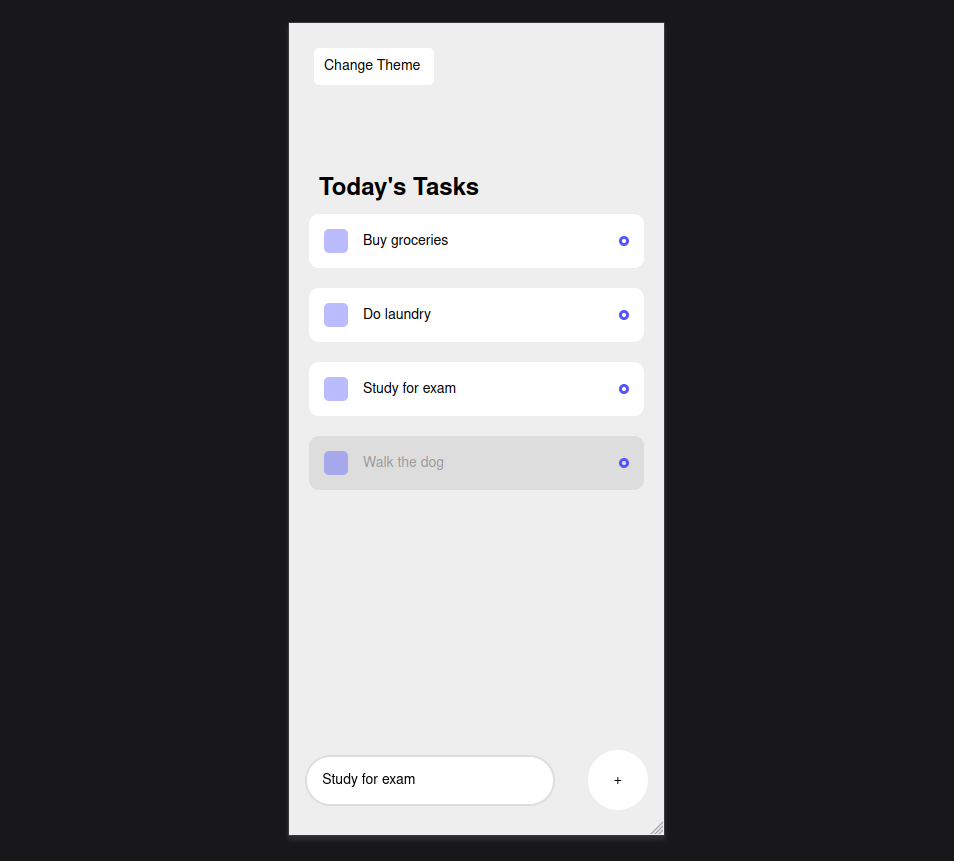 Change Theme
Today's Tasks
Buy groceries
Do laundry
Study for exam
Walk the dog
Study for exam
+